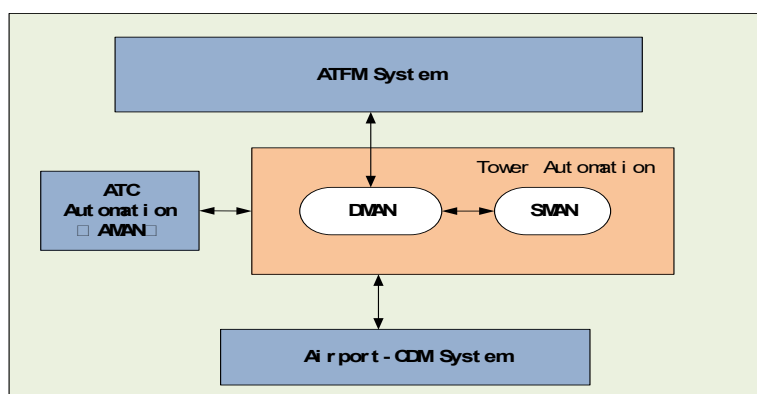 ATFM System
Tower Automation
ATC
Automation
□ AMAN□
DMAN
SMAN
Airport-CDM System